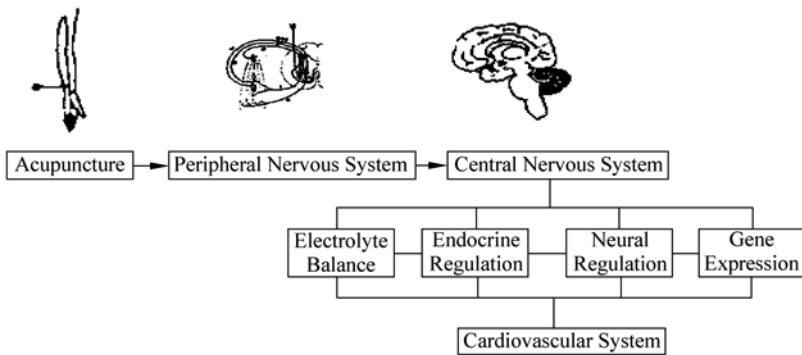 Acupuncture
Peripheral Nervous System
Central Nervous System
Electrolyte
Balance
Endocrine
Regulation
Neural
Regulation
Gene
Expression
Cardiovascular System